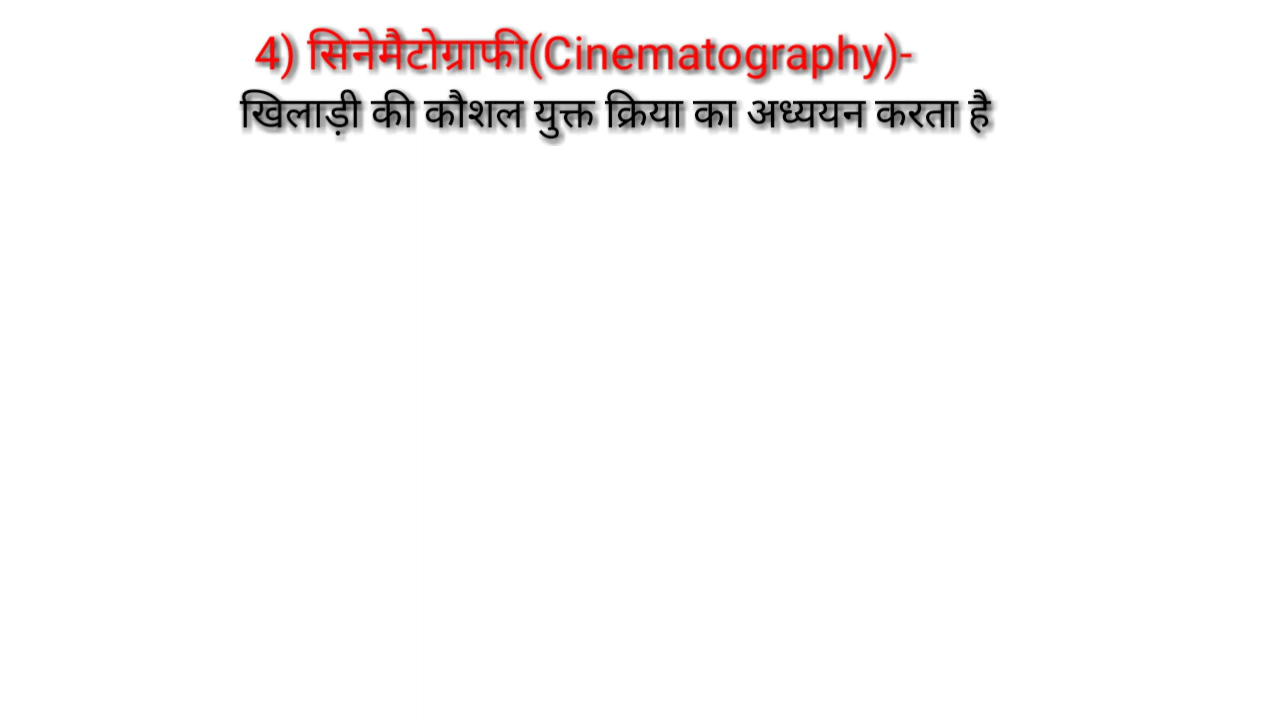 4) सिनेमैटोग्राफी(Cinematography)-
खिलाड़ी की कौशल युक्त क्रिया का अध्ययन करता है